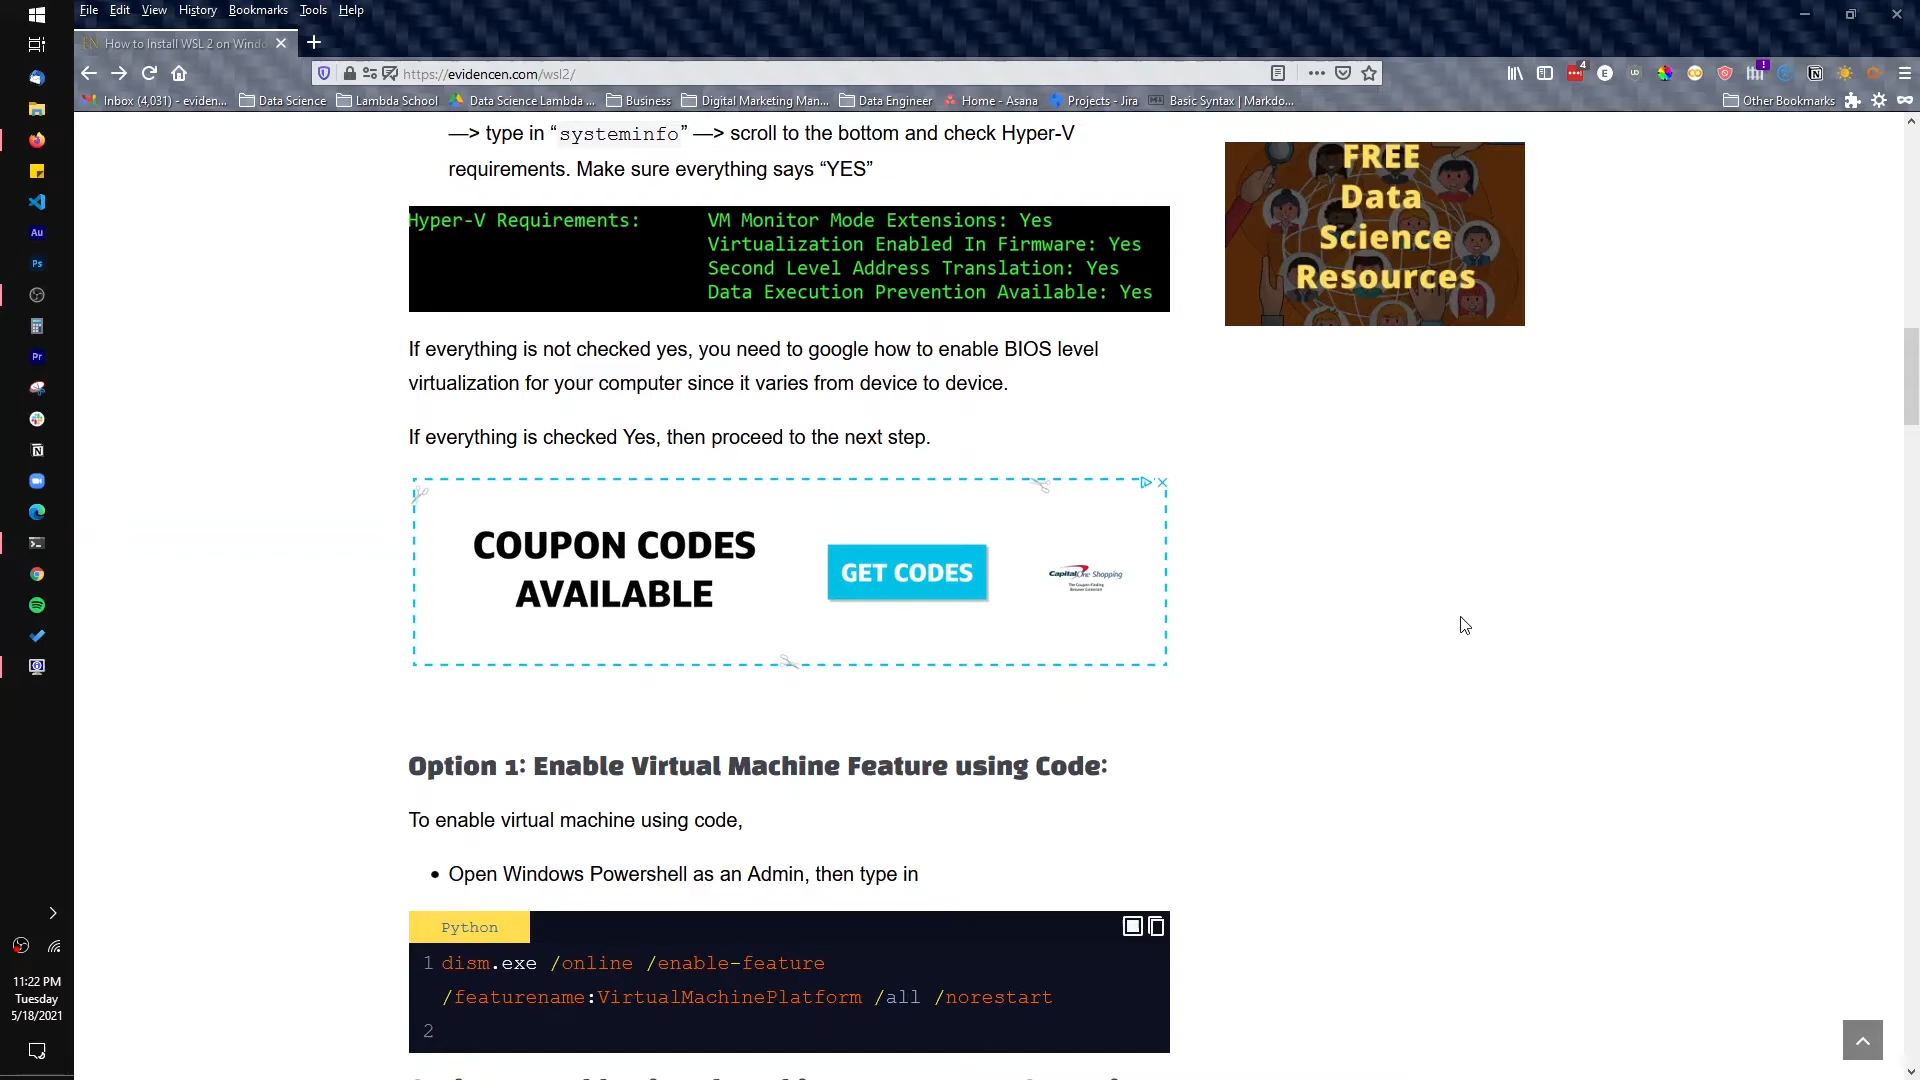 File Edit View History Bookmarks Tools Help
How to Install WSL 2 on Windo
https://evidencen.com/wsl2/
4
!
Inbox (4,031) - eviden... Data Science Lambda School Data Science Lambda ... Business Digital Marketing Man... Data Engineer Home - Asana Projects - Jira Basic Syntax | Markdo... Other Bookmarks
—> type in “systeminfo” —> scroll to the bottom and check Hyper-V
requirements. Make sure everything says “YES”
Hyper-V Requirements: VM Monitor Mode Extensions: Yes
Virtualization Enabled In Firmware: Yes
Second Level Address Translation: Yes
Data Execution Prevention Available: Yes
If everything is not checked yes, you need to google how to enable BIOS level
virtualization for your computer since it varies from device to device.
If everything is checked Yes, then proceed to the next step.
COUPON CODES
AVAILABLE
GET CODES
CapitalOne Shopping
Option 1: Enable Virtual Machine Feature using Code:
To enable virtual machine using code,
• Open Windows Powershell as an Admin, then type in
Python
1 dism.exe /online /enable-feature
/featurename:VirtualMachinePlatform /all /norestart
2
FREE
Data
Science
Resources
Au
Ps
Pr
11:22 PM
Tuesday
5/18/2021